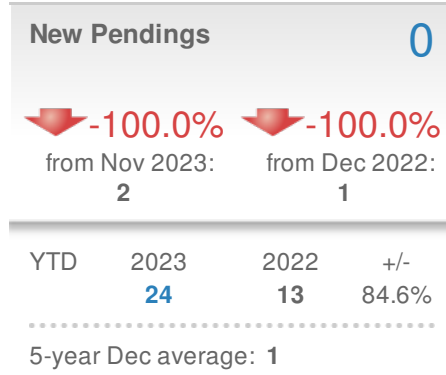 New Pendings 0
-100.0% -100.0%
from Nov 2023: from Dec 2022:
2 1
YTD 2023 2022 +/-
24 13 84.6%
5-year Dec average: 1